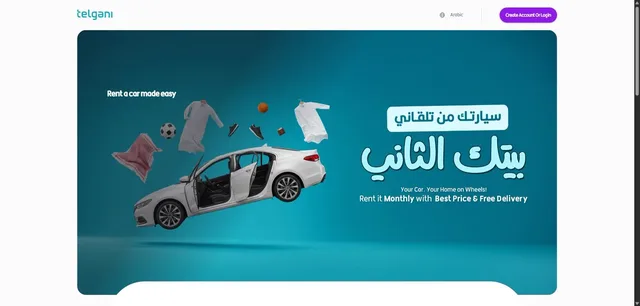 telgani
Arabic
Create Account Or Login
Rent a car made easy
سيارتك من تلقاني
بيتك الثاني
Your Car. Your Home on Wheels!
Rent it Monthly with Best Price & Free Delivery